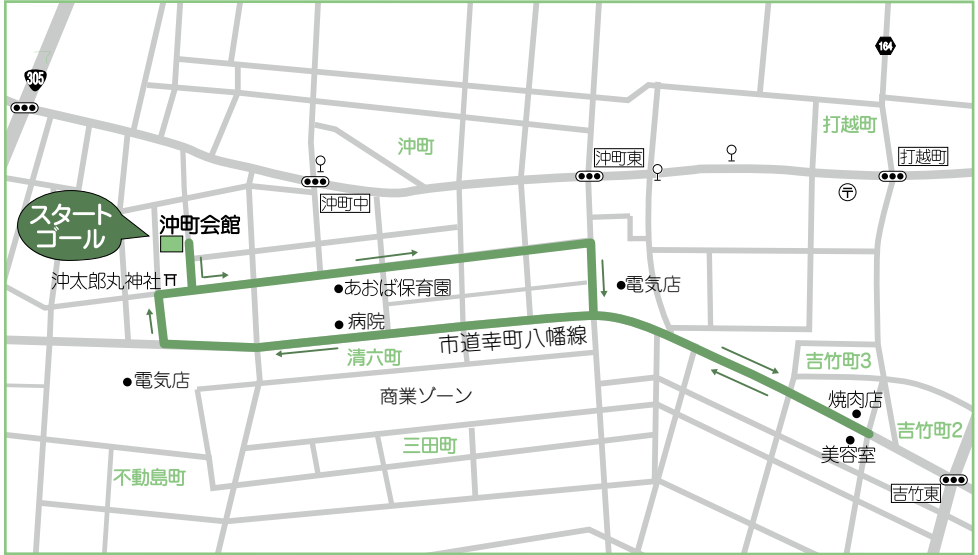 305
164
打越町
沖町
沖町東
打越町
〒
沖町中
スタート
ゴール
沖町会館
沖太郎丸神社
あおば保育園
電気店
病院
市道幸町八幡線
清六町
吉竹町3
電気店
商業ゾーン
焼肉店
吉竹町2
三田町
美容室
不動島町
吉竹東